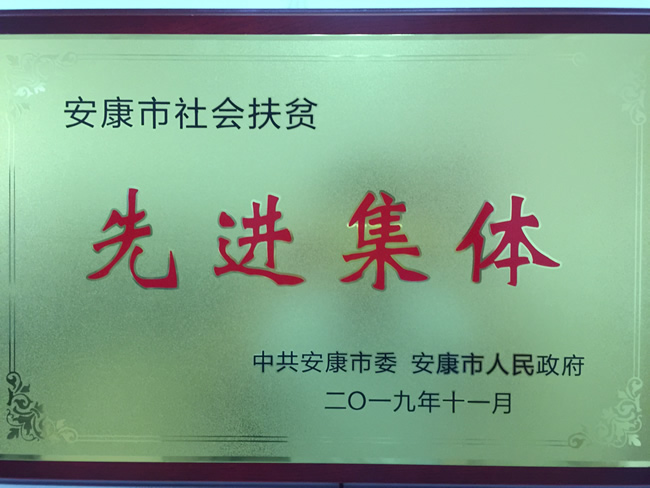 安康市社会扶贫
先进集体
中共安康市委 安康市人民政府
二〇一九年十一月